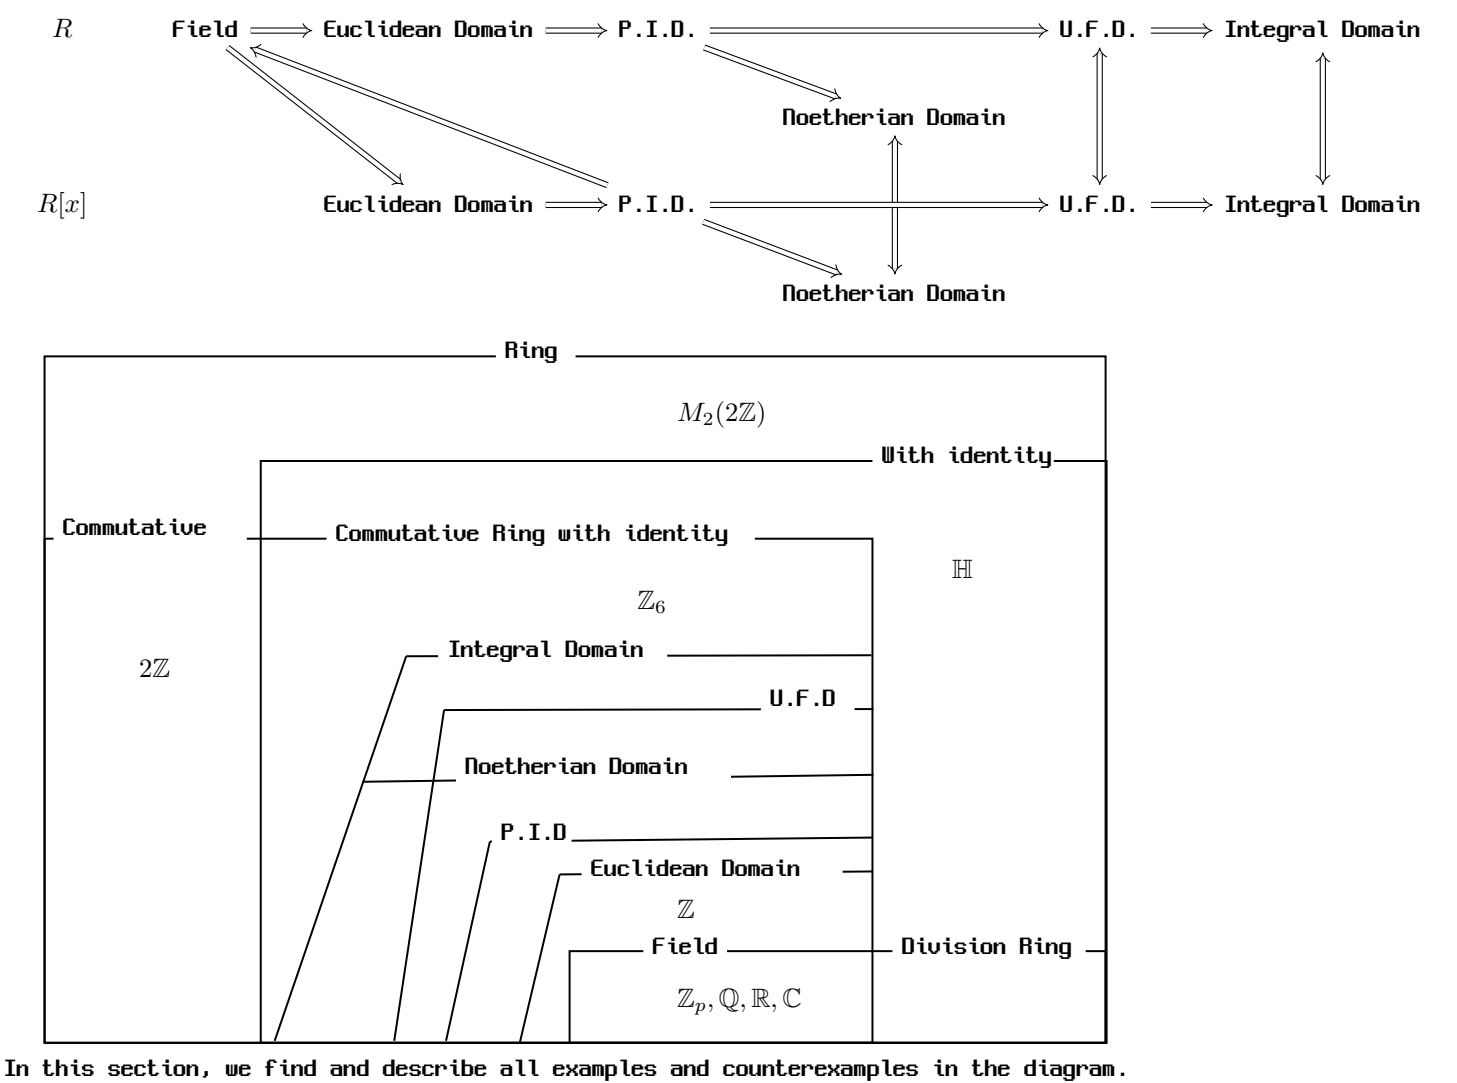 R Field Euclidean Domain P.I.D. U.F.D. Integral Domain
Noetherian Domain
R[x] Euclidean Domain P.I.D. U.F.D. Integral Domain
Noetherian Domain
Ring
M₂(2ℤ)
With identity
Commutative Commutative Ring with identity
ℍ
ℤ₆
Integral Domain
2ℤ
U.F.D
Noetherian Domain
P.I.D
Euclidean Domain
ℤ
Field Division Ring
ℤₚ, ℚ, ℝ, ℂ
In this section, we find and describe all examples and counterexamples in the diagram.